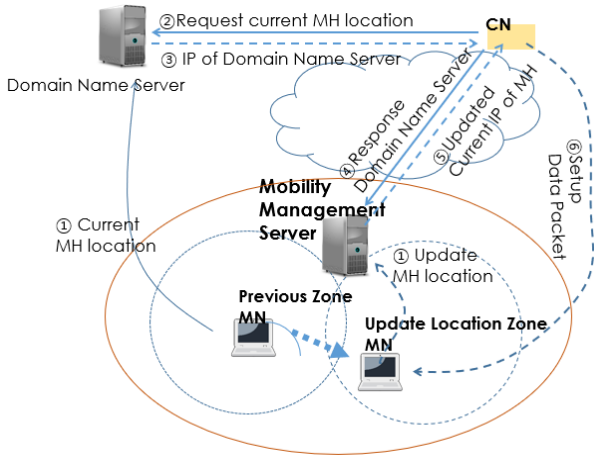 ②Request current MH location
CN
③ IP of Domain Name Server
Domain Name Server
④Response
Domain Name Server
⑤Updated
Current IP of MH
⑥Setup
Data Packet
Mobility
Management
Server
① Current
MH location
① Update
MH location
Previous Zone
MN
Update Location Zone
MN